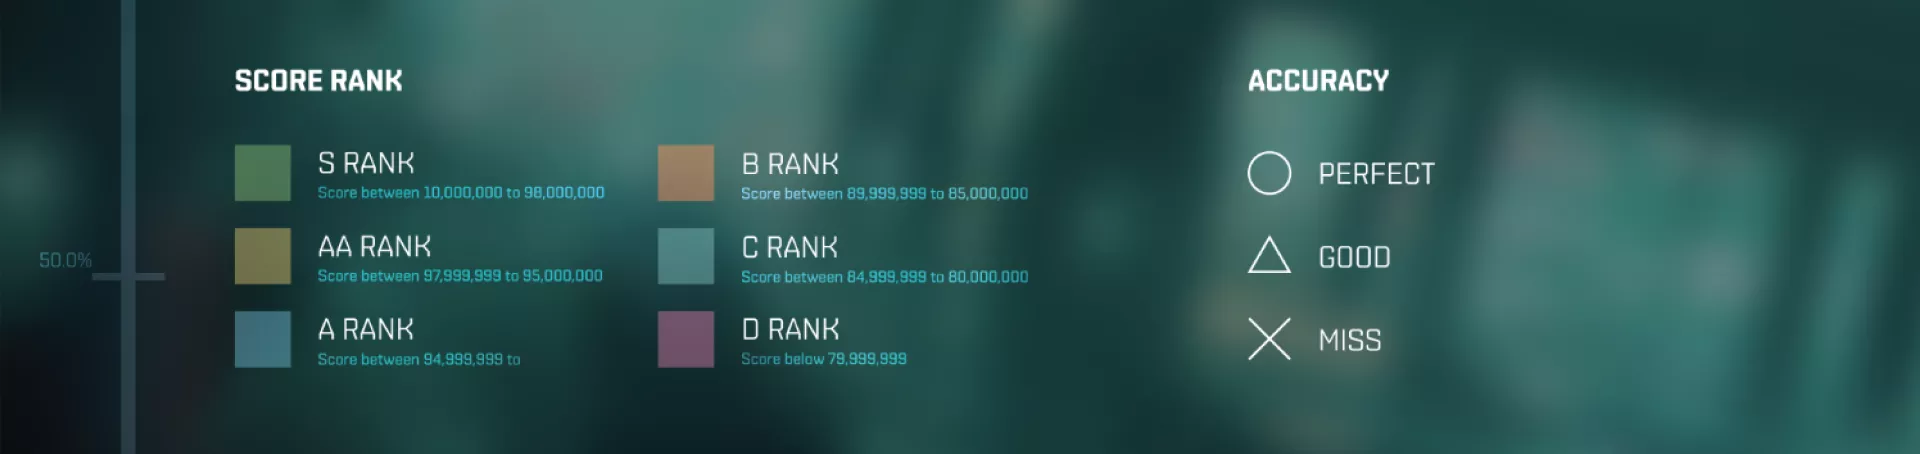 SCORE RANK
S RANK
Score between 10,000,000 to 98,000,000
AA RANK
Score between 97,999,999 to 95,000,000
A RANK
Score between 94,999,999 to
B RANK
Score between 89,999,999 to 85,000,000
C RANK
Score between 84,999,999 to 80,000,000
D RANK
Score below 79,999,999
ACCURACY
PERFECT
GOOD
MISS
50.0%